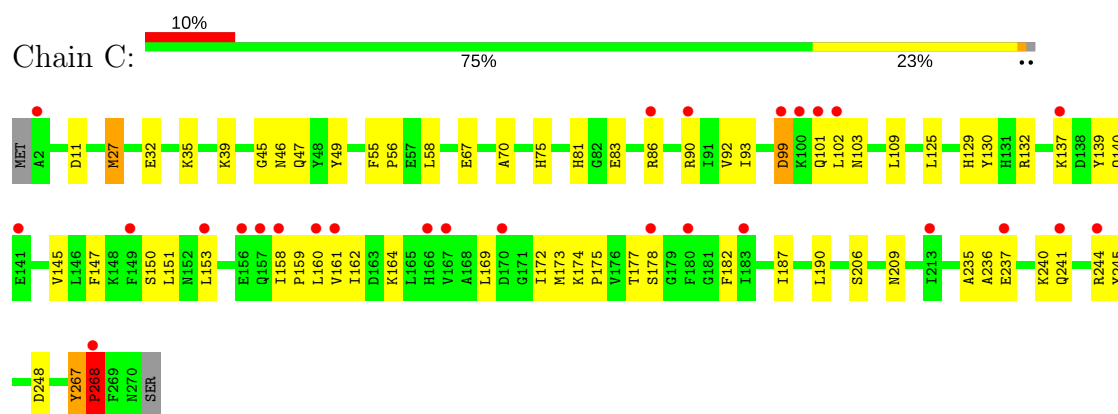 10%
Chain C:
75% 23% ••
MET A2 D11 M27 E32 K35 K39 G45 N46 Q47 Y48 Y49 F55 P56 E57 L58 E67 A70 H75 H81 G82 E83 R86 R90 I91 V92 I93 D99 K100 Q101 L102 N103 L109 L125 H129 Y130 H131 R132 K137 D138 Y139 Q140
E141 V145 L146 F147 K148 F149 S150 L151 N152 L153 E156 Q157 I158 P159 L160 V161 I162 D163 K164 L165 H166 V167 A168 L169 D170 G171 I172 M173 K174 P175 V176 T177 S178 G179 F180 G181 F182 I183 I187 L190 S206 N209 I213 A235 A236 E237 K240 Q241 R244 Y245
D248 Y267 P268 F269 N270 SER